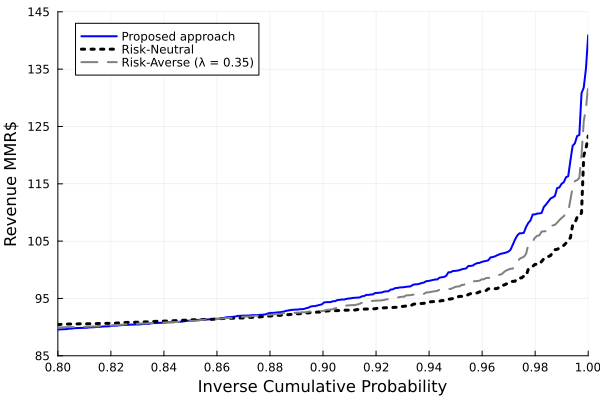 145
135
125
115
105
95
85
Revenue MMR$
Proposed approach
Risk-Neutral
Risk-Averse (λ = 0.35)
0.80 0.82 0.84 0.86 0.88 0.90 0.92 0.94 0.96 0.98 1.00
Inverse Cumulative Probability